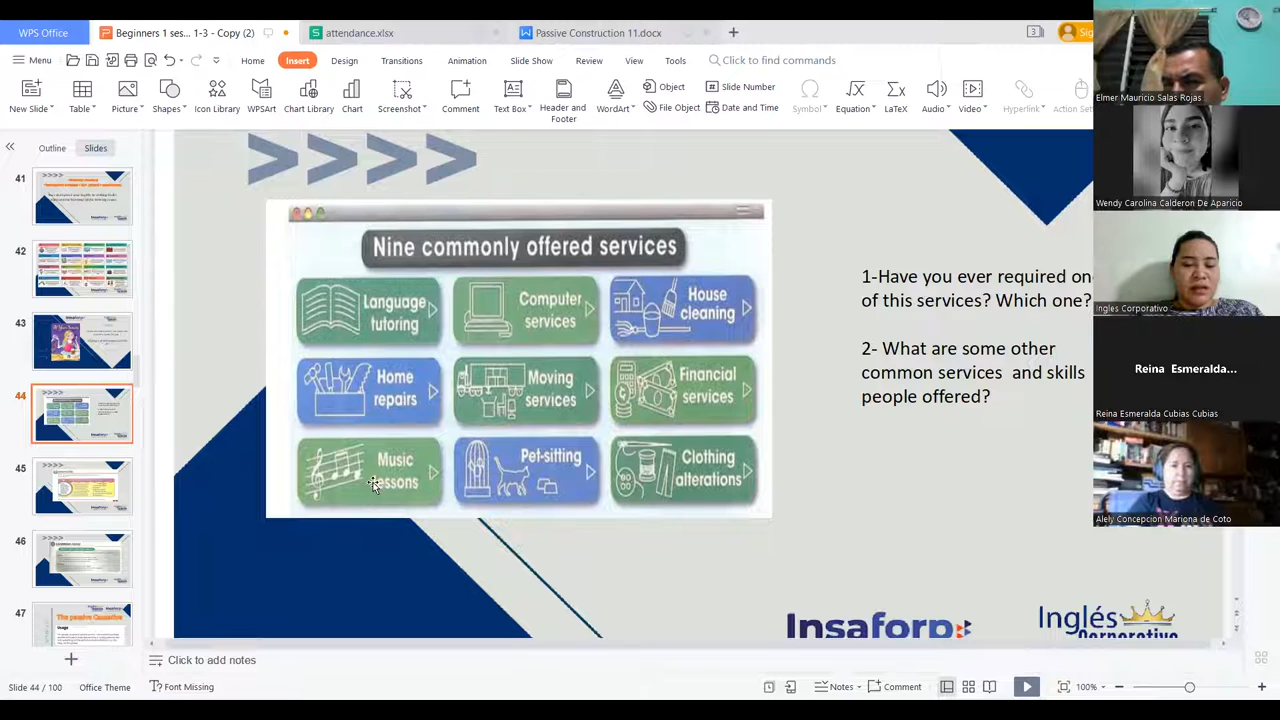 WPS Office
Beginners 1 ses... 1-3 - Copy (2)
attendance.xlsx
Passive Construction 11.docx
Menu
Home
Insert
Design
Transitions
Animation
Slide Show
Review
View
Tools
Click to find commands
New Slide
Table
Picture
Shapes
Icon Library
WPSArt
Chart Library
Chart
Screenshot
Comment
Text Box
Header and
Footer
WordArt
Object
File Object
Slide Number
Date and Time
Symbol
Equation
LaTeX
Audio
Video
Hyperlink
Action Set
Outline
Slides
41
42
43
44
45
46
47
The passive Causative
Usage
>>>>
Nine commonly offered services
Language
tutoring
Computer
services
House
cleaning
Home
repairs
Moving
services
Financial
services
Music
lessons
Pet-sitting
Clothing
alterations
1-Have you ever required one
of this services? Which one?
2- What are some other
common services and skills
people offered?
Insaforp
Inglés
Corporativo
Elmer Mauricio Salas Rojas
Wendy Carolina Calderon De Aparicio
Ingles Corporativo
Reina Esmeralda...
Reina Esmeralda Cubias Cubias
Alely Concepcion Mariona de Coto
Click to add notes
Slide 44 / 100
Office Theme
Font Missing
Notes
Comment
100%